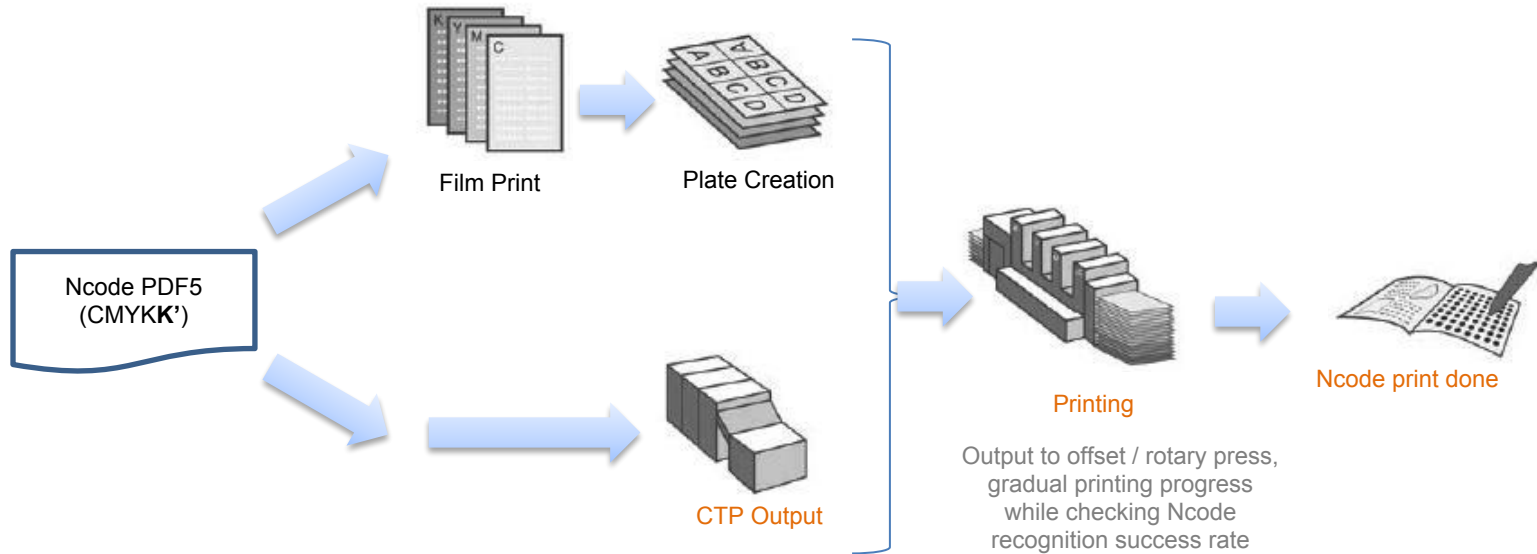 K
Y
M
C
A B C D
A B C D
Film Print
Plate Creation
Ncode PDF5
(CMYKK’)
CTP Output
Printing
Output to offset / rotary press,
gradual printing progress
while checking Ncode
recognition success rate
Ncode print done